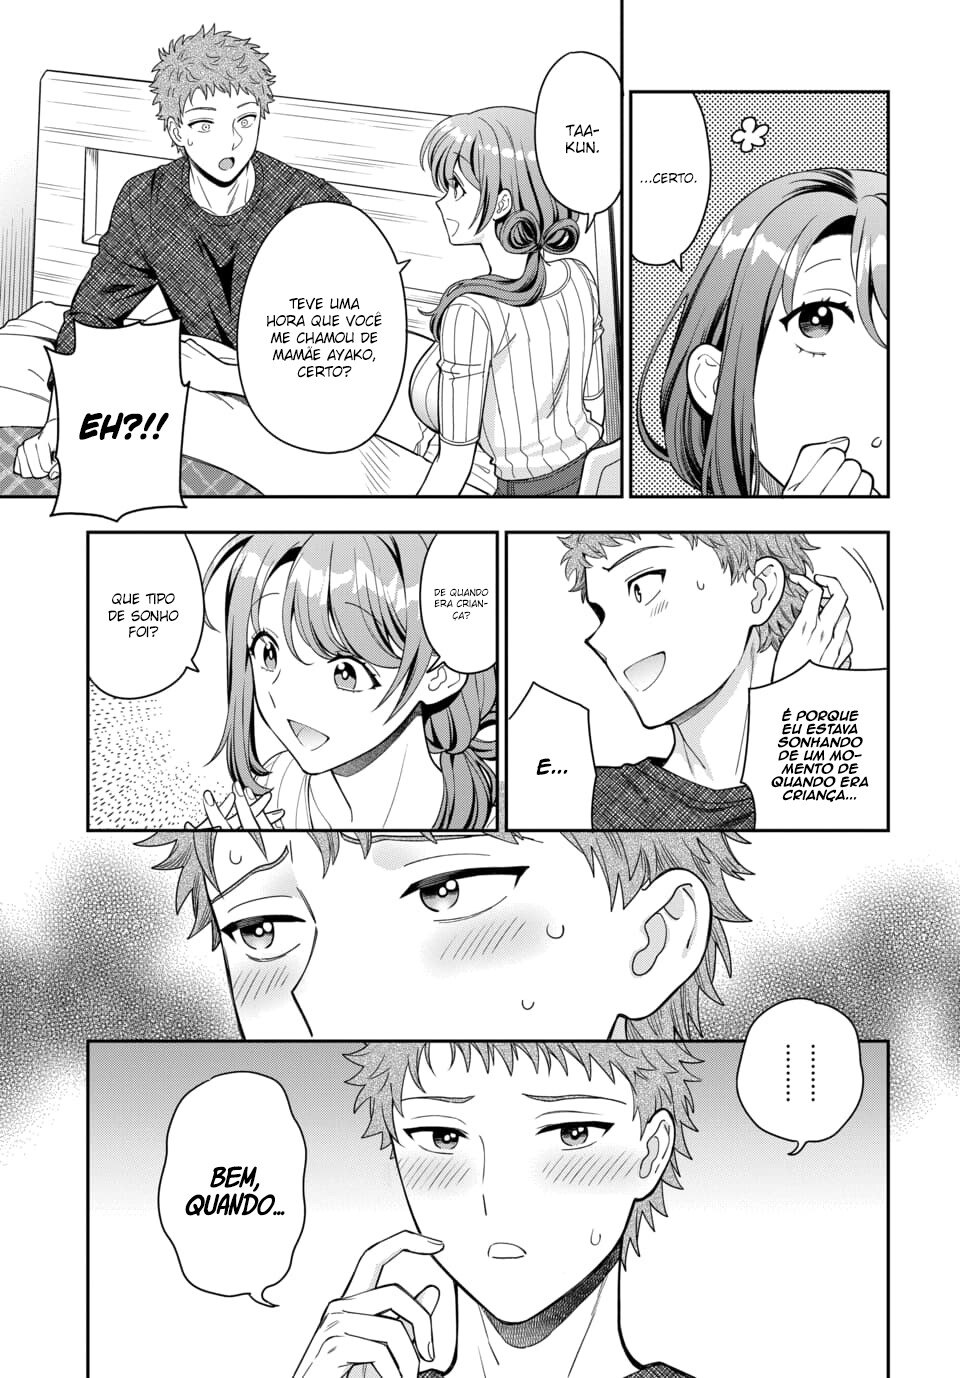 ...CERTO.
TAA-
KUN.
TEVE UMA
HORA QUE VOCÊ
ME CHAMOU DE
MAMÃE AYAKO,
CERTO?
EH?!!
É PORQUE
EU ESTAVA
SONHANDO
DE UM MO-
MENTO DE
QUANDO ERA
CRIANÇA...
E...
DE QUANDO
ERA CRIAN-
ÇA?
QUE TIPO
DE SONHO
FOI?
......
BEM,
QUANDO...